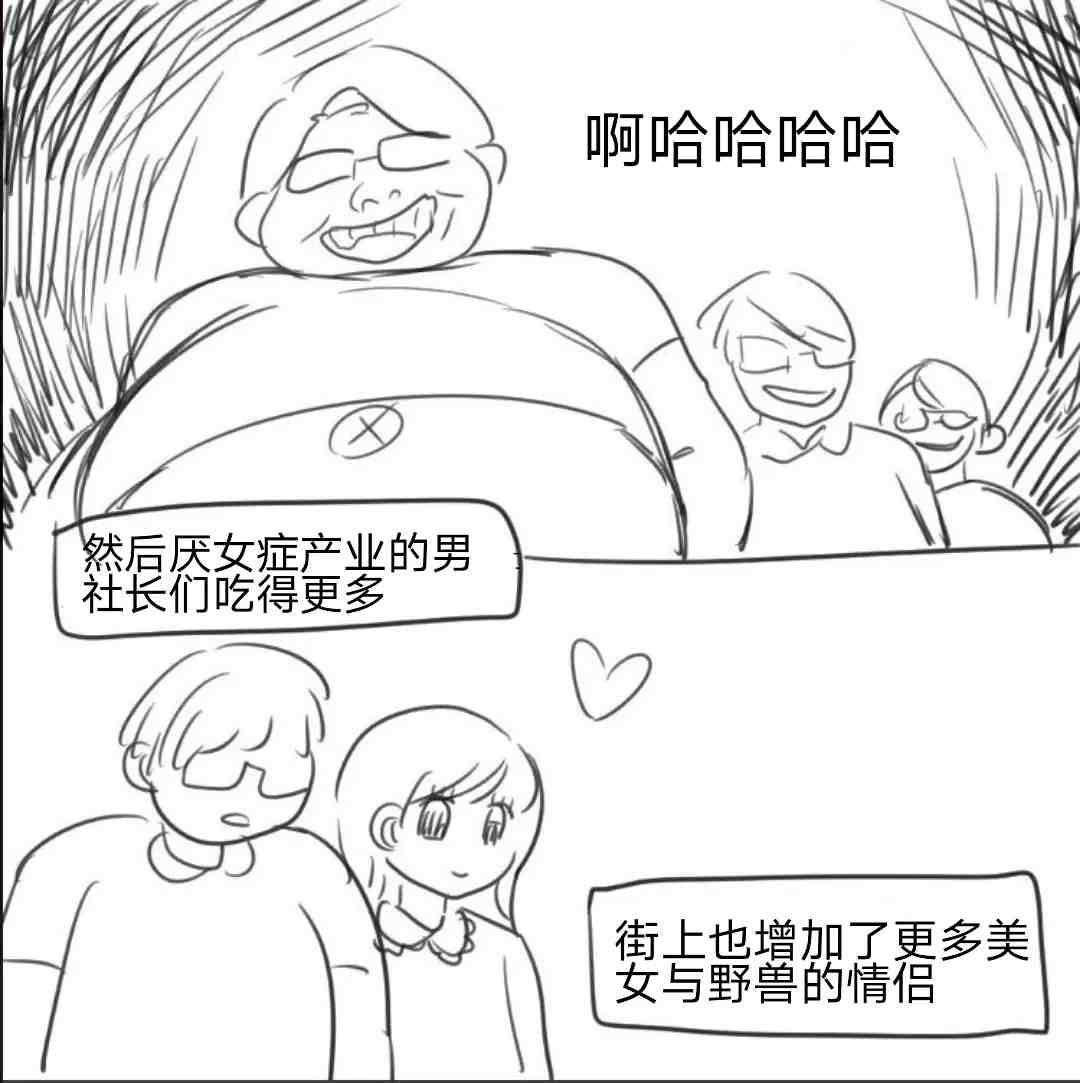 啊哈哈哈哈
然后厌女症产业的男
社长们吃得更多
街上也增加了更多美
女与野兽的情侣